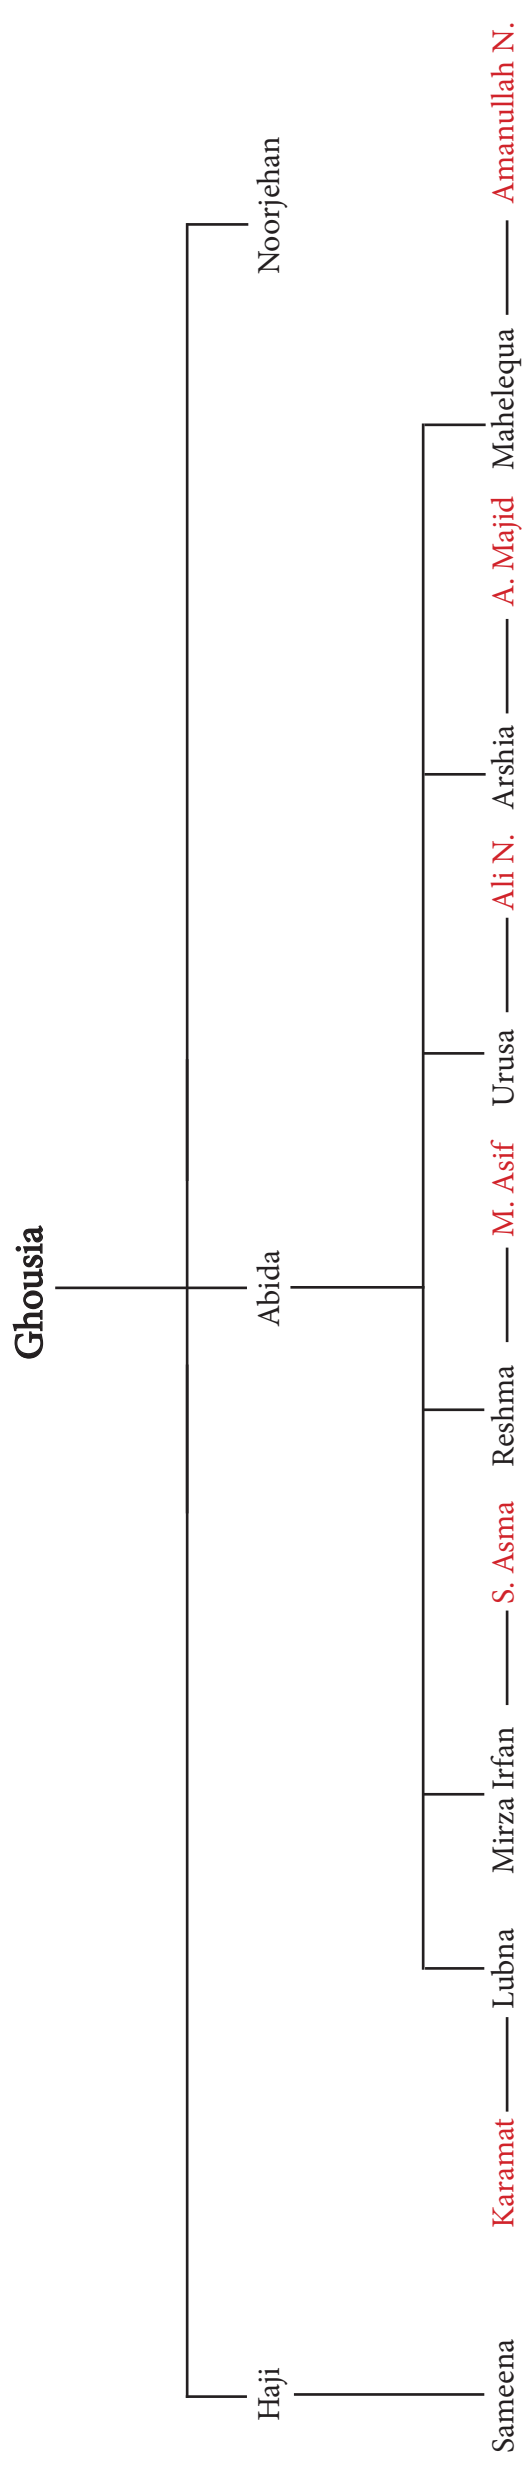 Ghousia
Haji
Abida
Noorjehan
Sameena
Karamat
Lubna
Mirza Irfan
S. Asma
Reshma
M. Asif
Urusa
Ali N.
Arshia
A. Majid
Mahelequa
Amanullah N.